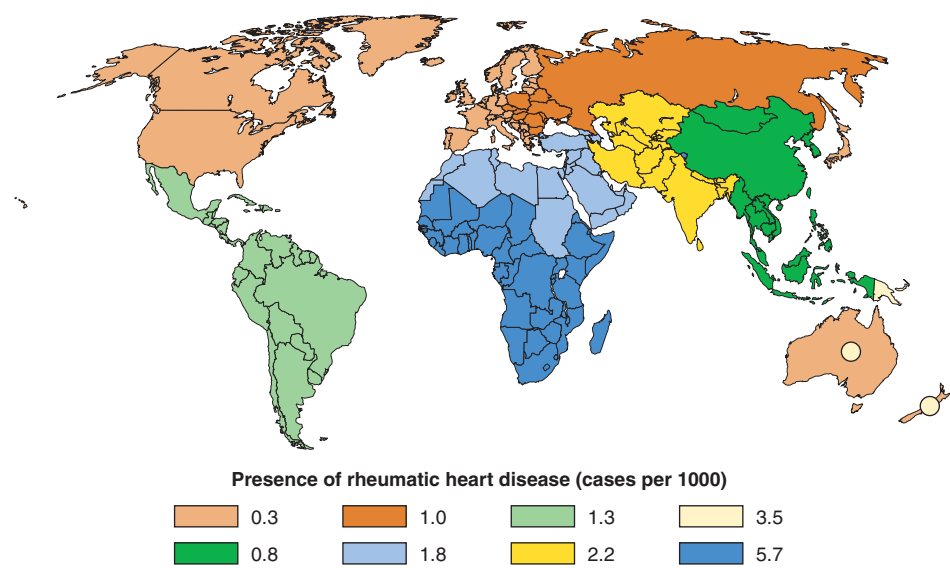 Presence of rheumatic heart disease (cases per 1000)
0.3 1.0 1.3 3.5
0.8 1.8 2.2 5.7